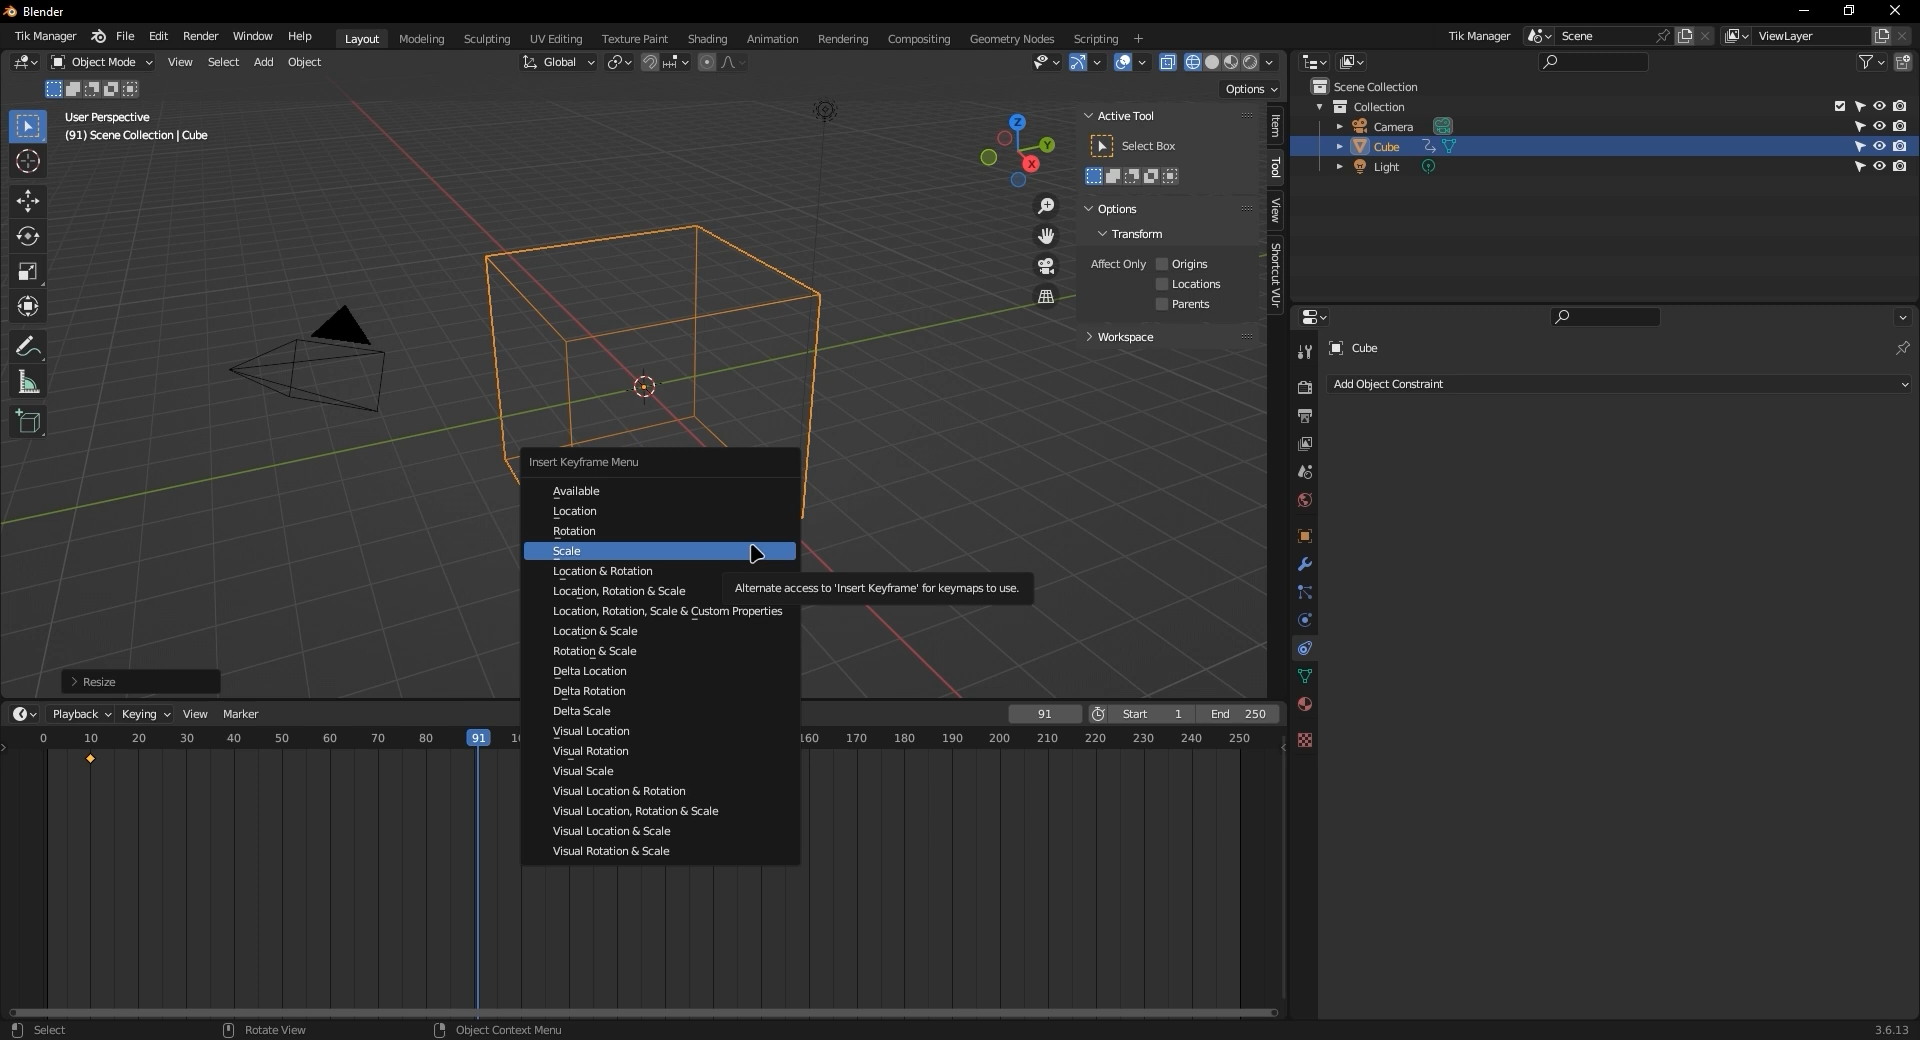 Blender
Tik Manager File Edit Render Window Help Layout Modeling Sculpting UV Editing Texture Paint Shading Animation Rendering Compositing Geometry Nodes Scripting + Tik Manager Scene ViewLayer
Object Mode View Select Add Object Global
Options
User Perspective
(91) Scene Collection | Cube
Z
Y
X
Active Tool
Select Box
Options
Transform
Affect Only Origins
Locations
Parents
Workspace
Item
Tool
View
Shortcut VUr
Scene Collection
Collection
Camera
Cube
Light
Cube
Add Object Constraint
Insert Keyframe Menu
Available
Location
Rotation
Scale
Location & Rotation
Location, Rotation & Scale
Location, Rotation, Scale & Custom Properties
Location & Scale
Rotation & Scale
Delta Location
Delta Rotation
Delta Scale
Visual Location
Visual Rotation
Visual Scale
Visual Location & Rotation
Visual Location, Rotation & Scale
Visual Location & Scale
Visual Rotation & Scale
Alternate access to 'Insert Keyframe' for keymaps to use.
Resize
Playback Keying View Marker 91 Start 1 End 250
0 10 20 30 40 50 60 70 80 91 160 170 180 190 200 210 220 230 240 250
Select Rotate View Object Context Menu 3.6.13